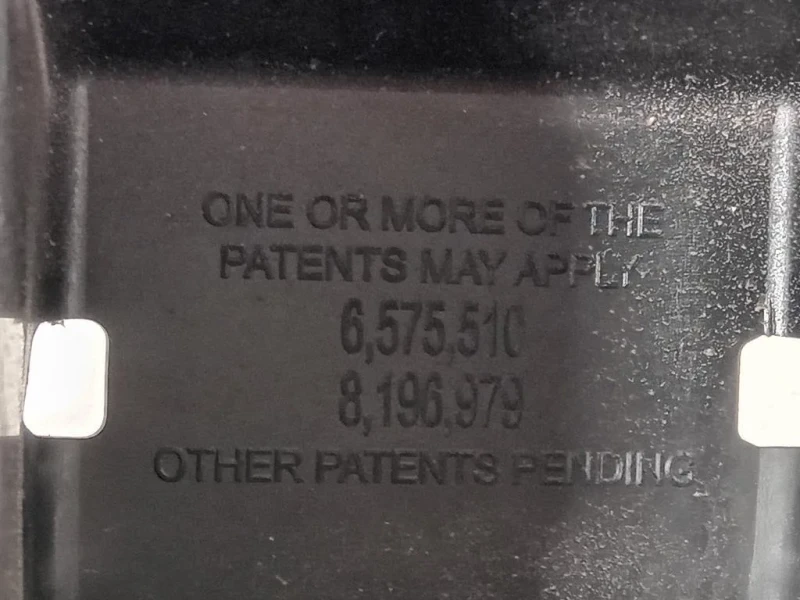 ONE OR MORE OF THE
PATENTS MAY APPLY
6,575,510
8,196,979
OTHER PATENTS PENDING